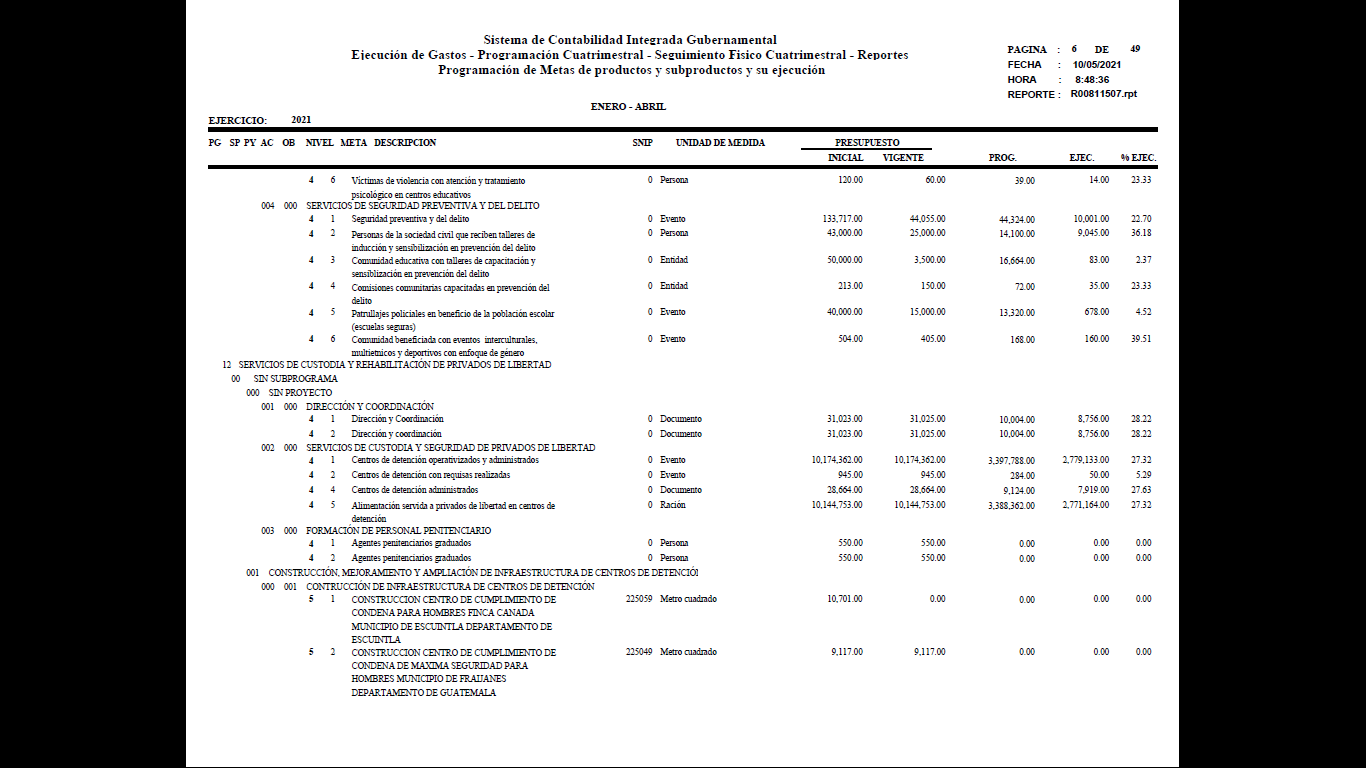 Sistema de Contabilidad Integrada Gubernamental
Ejecución de Gastos - Programación Cuatrimestral - Seguimiento Físico Cuatrimestral - Reportes
Programación de Metas de productos y subproductos y su ejecución
PAGINA : 6 DE 49
FECHA : 10/05/2021
HORA : 8:48:36
REPORTE : R00811507.rpt
ENERO - ABRIL
EJERCICIO: 2021
PG SP PY AC OB NIVEL META DESCRIPCION SNIP UNIDAD DE MEDIDA PRESUPUESTO
INICIAL VIGENTE PROG. EJEC. % EJEC.
4 6 Víctimas de violencia con atención y tratamiento 0 Persona 120.00 60.00 39.00 14.00 23.33
psicológico en centros educativos
004 000 SERVICIOS DE SEGURIDAD PREVENTIVA Y DEL DELITO
4 1 Seguridad preventiva y del delito 0 Evento 133,717.00 44,055.00 44,324.00 10,001.00 22.70
4 2 Personas de la sociedad civil que reciben talleres de 0 Persona 43,000.00 25,000.00 14,100.00 9,045.00 36.18
inducción y sensibilización en prevención del delito
4 3 Comunidad educativa con talleres de capacitación y 0 Entidad 50,000.00 3,500.00 16,664.00 83.00 2.37
sensiblización en prevención del delito
4 4 Comisiones comunitarias capacitadas en prevención del 0 Entidad 213.00 150.00 72.00 35.00 23.33
delito
4 5 Patrullajes policiales en beneficio de la población escolar 0 Evento 40,000.00 15,000.00 13,320.00 678.00 4.52
(escuelas seguras)
4 6 Comunidad beneficiada con eventos interculturales, 0 Evento 504.00 405.00 168.00 160.00 39.51
multietnicos y deportivos con enfoque de género
12 SERVICIOS DE CUSTODIA Y REHABILITACIÓN DE PRIVADOS DE LIBERTAD
00 SIN SUBPROGRAMA
000 SIN PROYECTO
001 000 DIRECCIÓN Y COORDINACIÓN
4 1 Dirección y Coordinación 0 Documento 31,023.00 31,025.00 10,004.00 8,756.00 28.22
4 2 Dirección y coordinación 0 Documento 31,023.00 31,025.00 10,004.00 8,756.00 28.22
002 000 SERVICIOS DE CUSTODIA Y SEGURIDAD DE PRIVADOS DE LIBERTAD
4 1 Centros de detención operativizados y administrados 0 Evento 10,174,362.00 10,174,362.00 3,397,788.00 2,779,133.00 27.32
4 2 Centros de detención con requisas realizadas 0 Evento 945.00 945.00 284.00 50.00 5.29
4 4 Centros de detención administrados 0 Documento 28,664.00 28,664.00 9,124.00 7,919.00 27.63
4 5 Alimentación servida a privados de libertad en centros de 0 Ración 10,144,753.00 10,144,753.00 3,388,362.00 2,771,164.00 27.32
detención
003 000 FORMACIÓN DE PERSONAL PENITENCIARIO
4 1 Agentes penitenciarios graduados 0 Persona 550.00 550.00 0.00 0.00 0.00
4 2 Agentes penitenciarios graduados 0 Persona 550.00 550.00 0.00 0.00 0.00
001 CONSTRUCCIÓN, MEJORAMIENTO Y AMPLIACIÓN DE INFRAESTRUCTURA DE CENTROS DE DETENCIÓ
000 001 CONTRUCCIÓN DE INFRAESTRUCTURA DE CENTROS DE DETENCIÓN
5 1 CONSTRUCCION CENTRO DE CUMPLIMIENTO DE 225059 Metro cuadrado 10,701.00 0.00 0.00 0.00 0.00
CONDENA PARA HOMBRES FINCA CANADA
MUNICIPIO DE ESCUINTLA DEPARTAMENTO DE
ESCUINTLA
5 2 CONSTRUCCION CENTRO DE CUMPLIMIENTO DE 225049 Metro cuadrado 9,117.00 9,117.00 0.00 0.00 0.00
CONDENA DE MAXIMA SEGURIDAD PARA
HOMBRES MUNICIPIO DE FRAIJANES
DEPARTAMENTO DE GUATEMALA